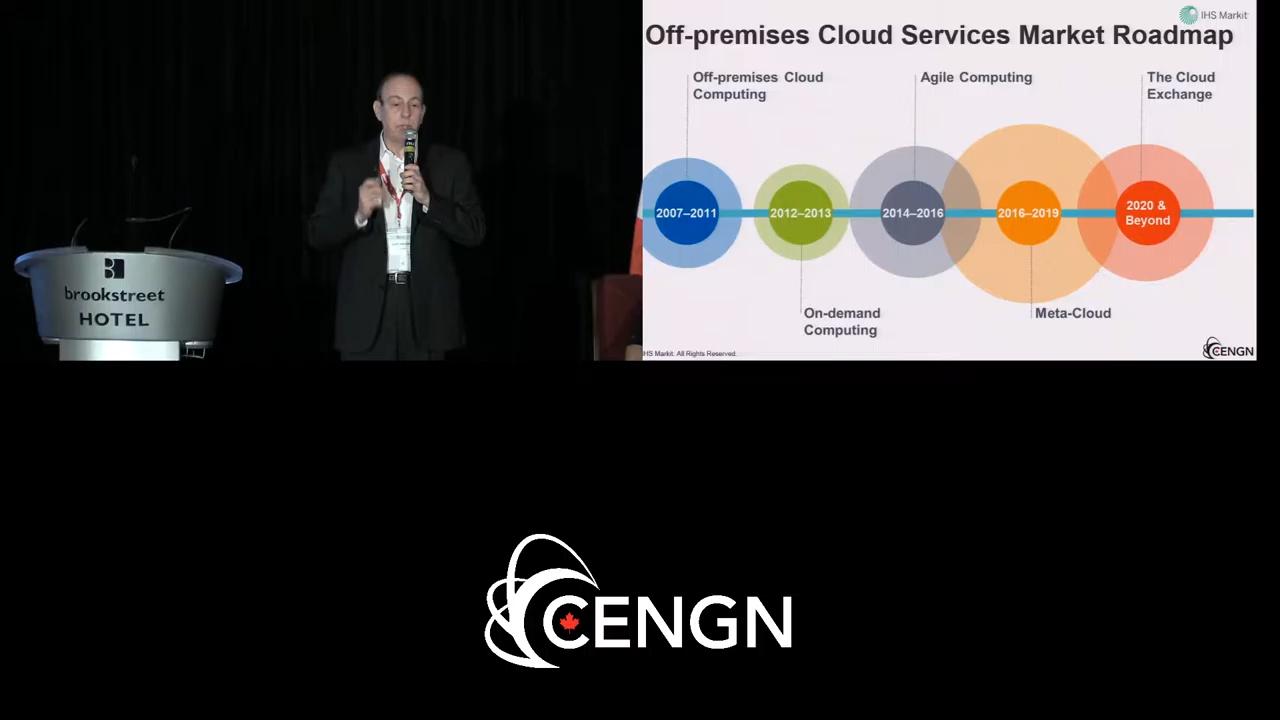 brookstreet
HOTEL
IHS Markit
Off-premises Cloud Services Market Roadmap
Off-premises Cloud
Computing
Agile Computing
The Cloud
Exchange
2007–2011
2012–2013
2014–2016
2016–2019
2020 &
Beyond
On-demand
Computing
Meta-Cloud
HS Markit. All Rights Reserved.
CENGN
CENGN